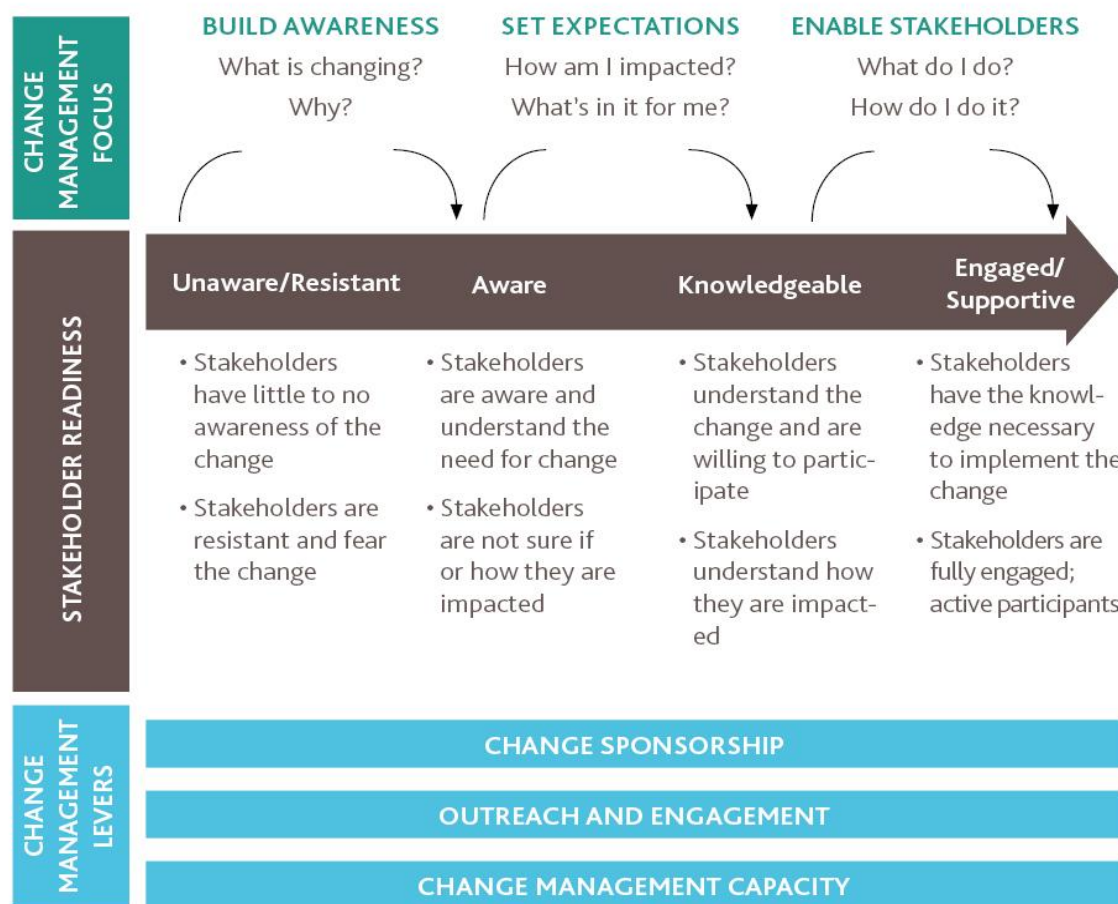 CHANGE
MANAGEMENT
FOCUS
BUILD AWARENESS
What is changing?
Why?
SET EXPECTATIONS
How am I impacted?
What's in it for me?
ENABLE STAKEHOLDERS
What do I do?
How do I do it?
STAKEHOLDER READINESS
Unaware/Resistant
Aware
Knowledgeable
Engaged/
Supportive
• Stakeholders
have little to no
awareness of the
change
• Stakeholders are
resistant and fear
the change
• Stakeholders
are aware and
understand the
need for change
• Stakeholders
are not sure if
or how they are
impacted
• Stakeholders
understand the
change and are
willing to partic-
ipate
• Stakeholders
understand how
they are impact-
ed
• Stakeholders
have the knowl-
edge necessary
to implement the
change
• Stakeholders are
fully engaged;
active participants
CHANGE
MANAGEMENT
LEVERS
CHANGE SPONSORSHIP
OUTREACH AND ENGAGEMENT
CHANGE MANAGEMENT CAPACITY